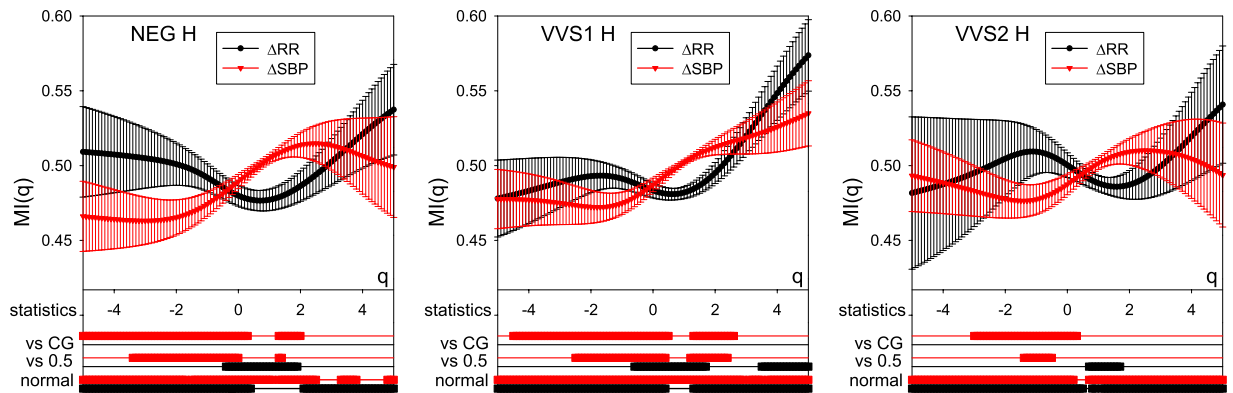 0.60
NEG H
ΔRR
ΔSBP
0.55
0.50
0.45
MI(q)
q
statistics -4 -2 0 2 4
vs CG
vs 0.5
normal
0.60
VVS1 H
ΔRR
ΔSBP
0.55
0.50
0.45
MI(q)
q
statistics -4 -2 0 2 4
vs CG
vs 0.5
normal
0.60
VVS2 H
ΔRR
ΔSBP
0.55
0.50
0.45
MI(q)
q
statistics -4 -2 0 2 4
vs CG
vs 0.5
normal